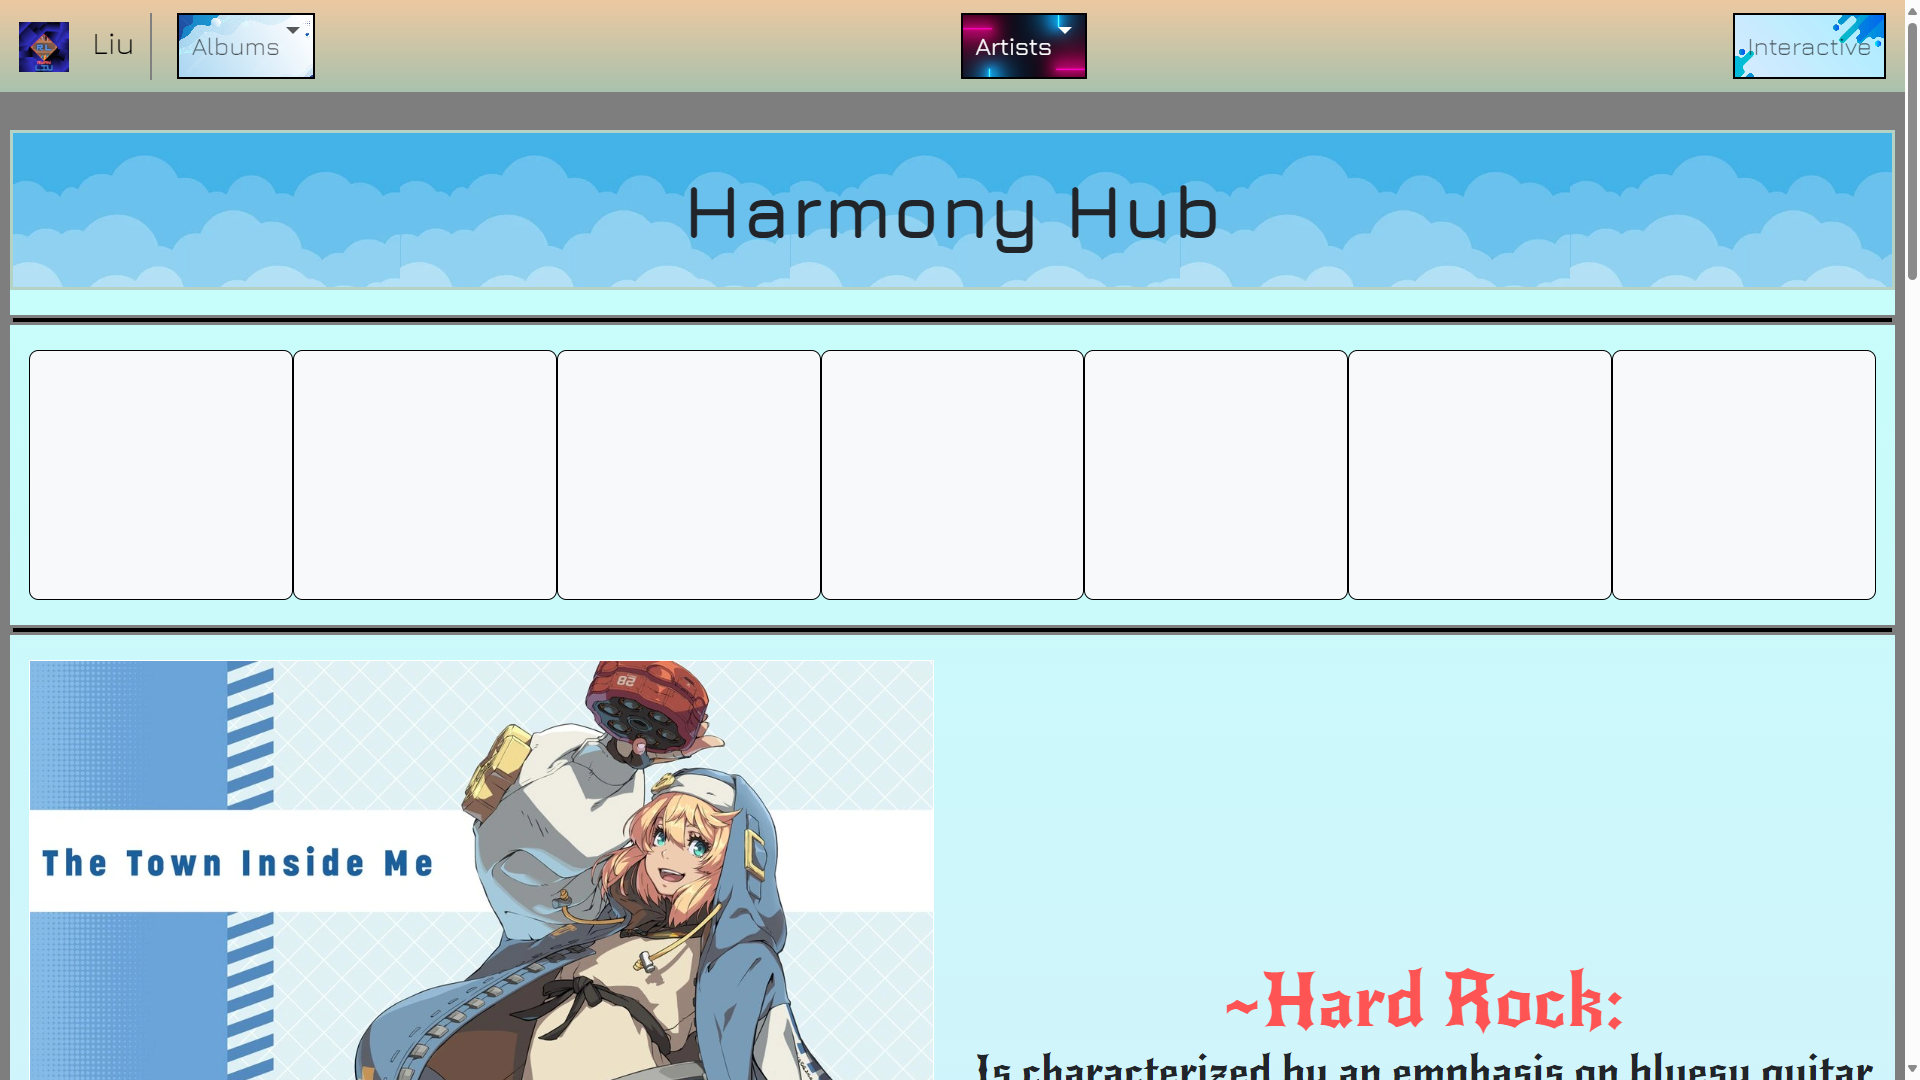 Liu
Albums
Artists
Interactive
Harmony Hub
82
The Town Inside Me
~Hard Rock:
Is characterized by an emphasis on bluesy guitar